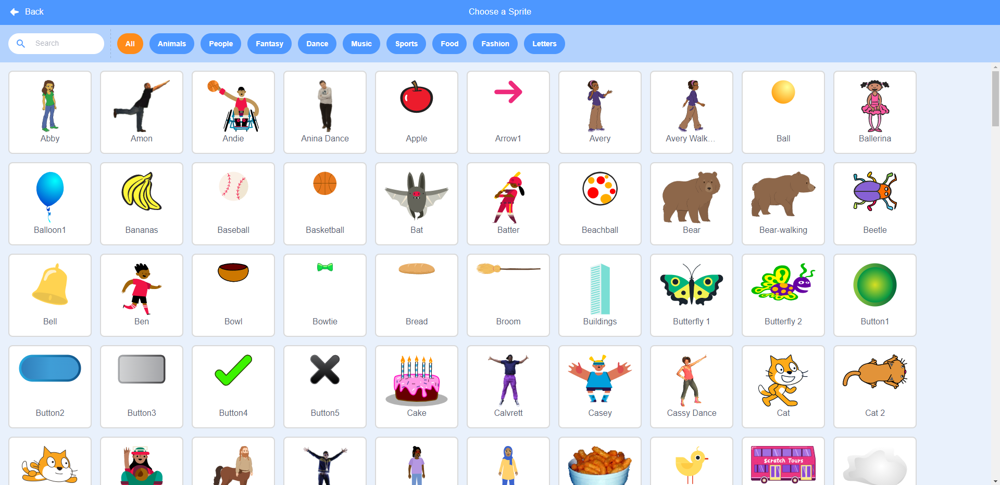 Back
Choose a Sprite
Search
All
Animals
People
Fantasy
Dance
Music
Sports
Food
Fashion
Letters
Abby
Amon
Andie
Anina Dance
Apple
Arrow1
Avery
Avery Walk...
Ball
Ballerina
Balloon1
Bananas
Baseball
Basketball
Bat
Batter
Beachball
Bear
Bear-walking
Beetle
Bell
Ben
Bowl
Bowtie
Bread
Broom
Buildings
Butterfly 1
Butterfly 2
Button1
Button2
Button3
Button4
Button5
Cake
Calvrett
Casey
Cassy Dance
Cat
Cat 2
Scratch Tours